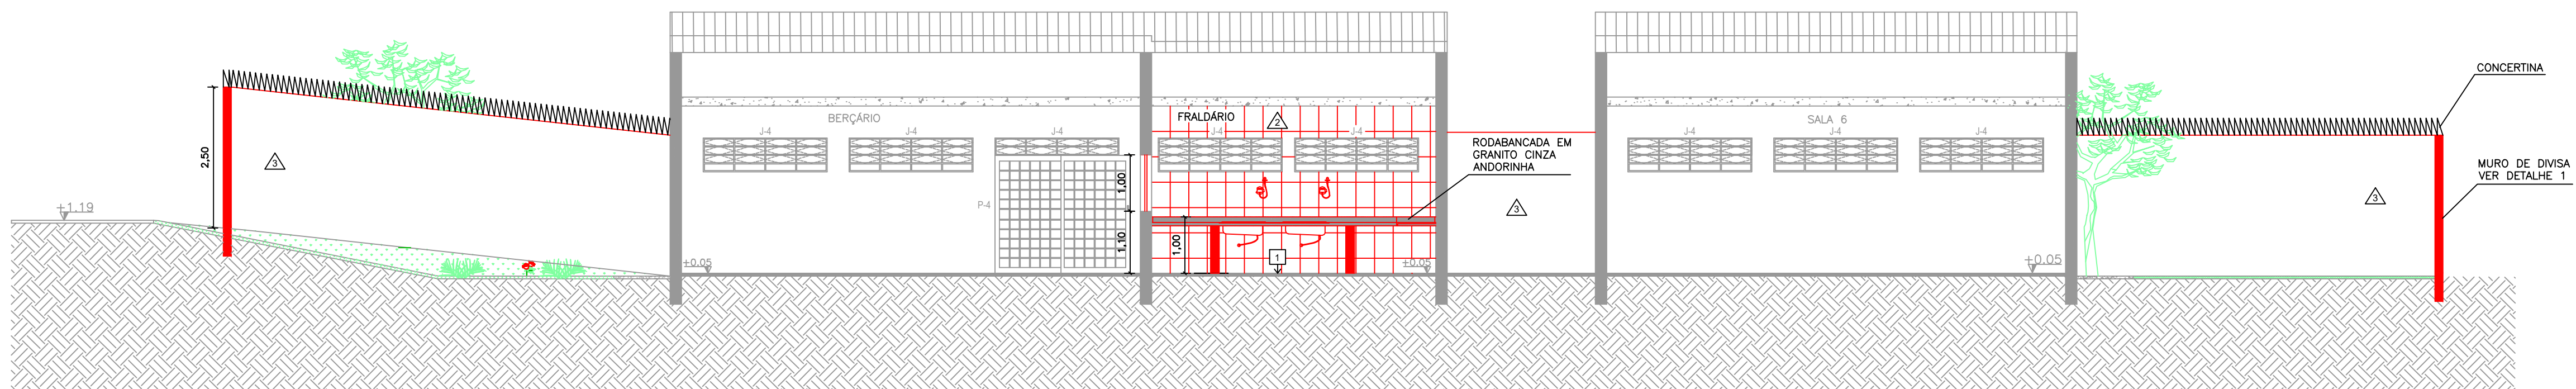 +1.19
2,50
3
BERÇÁRIO
J-4
J-4
J-4
P-4
+0.05
1,00
1,10
FRALDÁRIO
2
J-4
J-4
1,00
1
+0.05
RODABANCADA EM
GRANITO CINZA
ANDORINHA
3
SALA 6
J-4
J-4
J-4
+0.05
3
CONCERTINA
MURO DE DIVISA
VER DETALHE 1